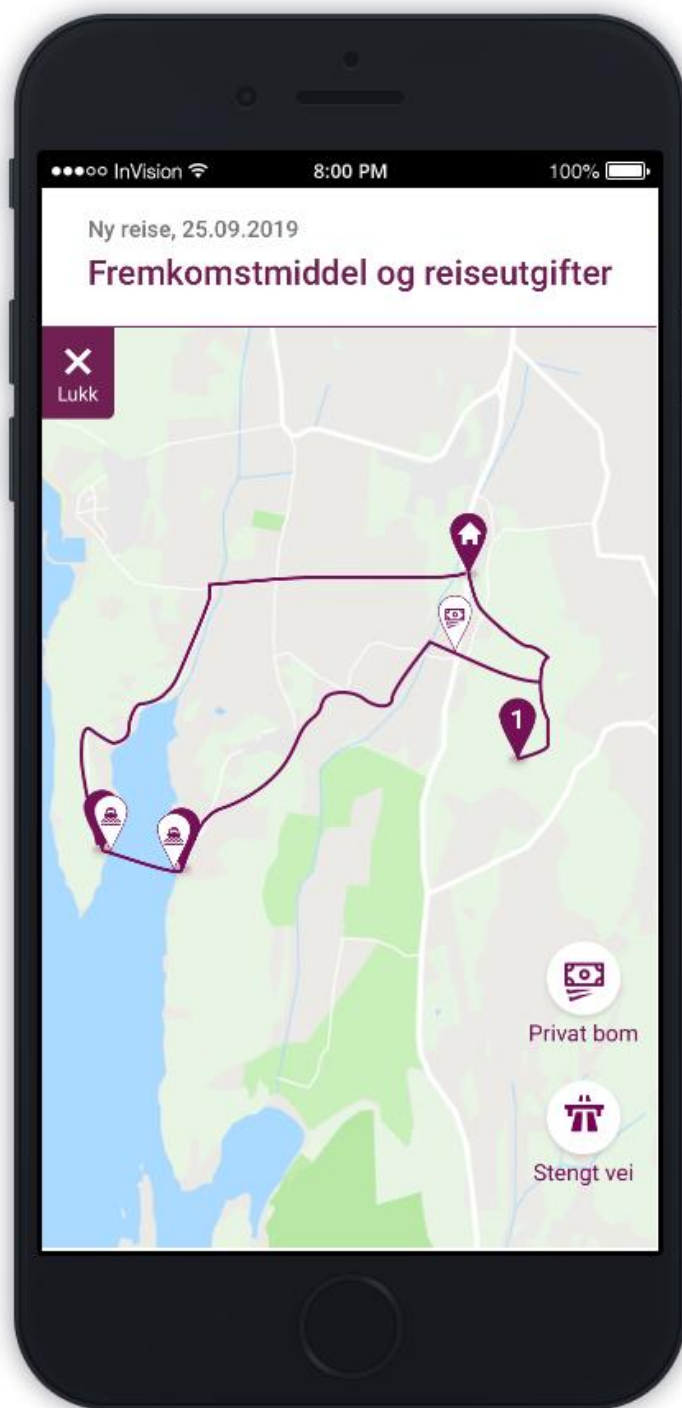 InVision 8:00 PM 100%
Ny reise, 25.09.2019
Fremkomstmiddel og reiseutgifter
Lukk
1
Privat bom
Stengt vei